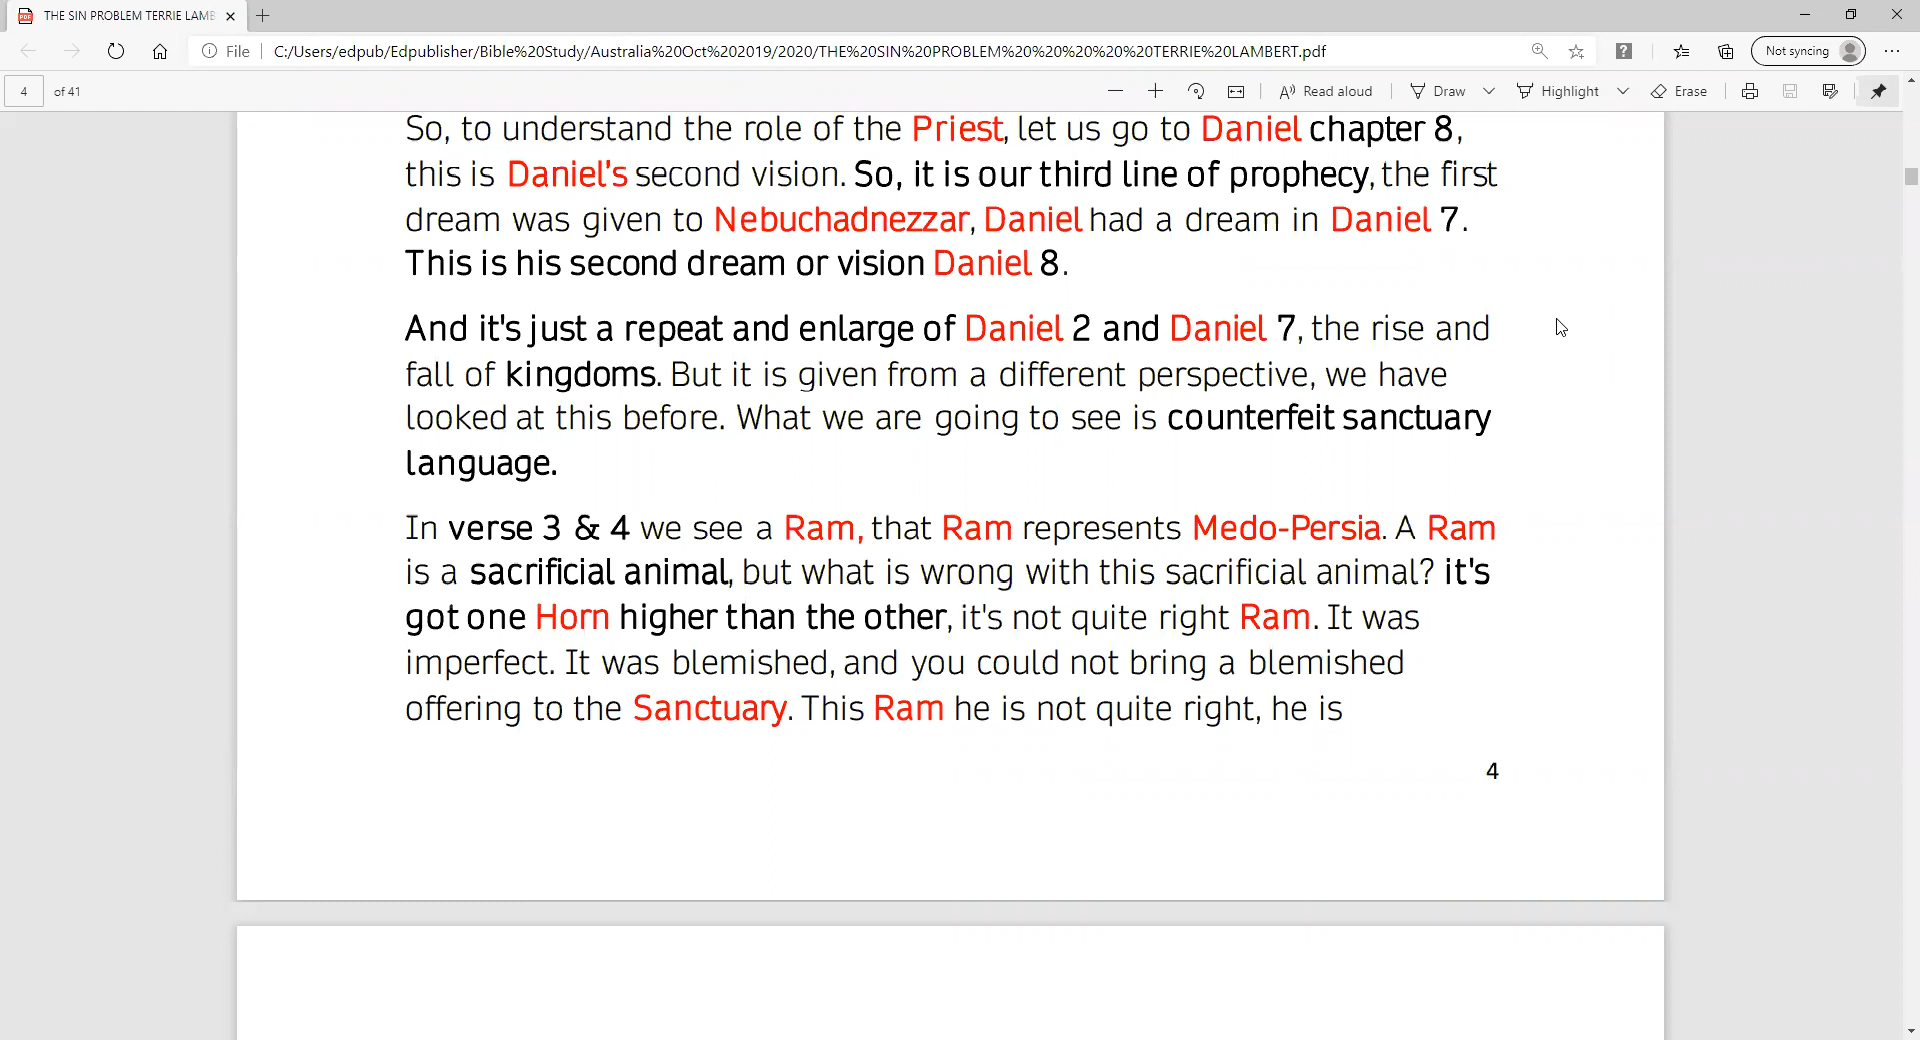 THE SIN PROBLEM TERRIE LAMB
File
C:/Users/edpub/Edpublisher/Bible%20Study/Australia%20Oct%202019/2020/THE%20SIN%20PROBLEM%20%20%20%20%20TERRIE%20LAMBERT.pdf
Not syncing
4 of 41
Read aloud
Draw
Highlight
Erase
So, to understand the role of the Priest, let us go to Daniel chapter 8,
this is Daniel's second vision. So, it is our third line of prophecy, the first
dream was given to Nebuchadnezzar, Daniel had a dream in Daniel 7.
This is his second dream or vision Daniel 8.
And it's just a repeat and enlarge of Daniel 2 and Daniel 7, the rise and
fall of kingdoms. But it is given from a different perspective, we have
looked at this before. What we are going to see is counterfeit sanctuary
language.
In verse 3 & 4 we see a Ram, that Ram represents Medo-Persia. A Ram
is a sacrificial animal, but what is wrong with this sacrificial animal? it's
got one Horn higher than the other, it's not quite right Ram. It was
imperfect. It was blemished, and you could not bring a blemished
offering to the Sanctuary. This Ram he is not quite right, he is
4